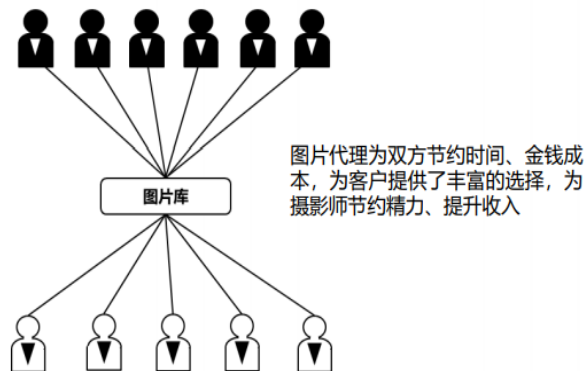 图片代理为双方节约时间、金钱成
本，为客户提供了丰富的选择，为
摄影师节约精力、提升收入
图片库